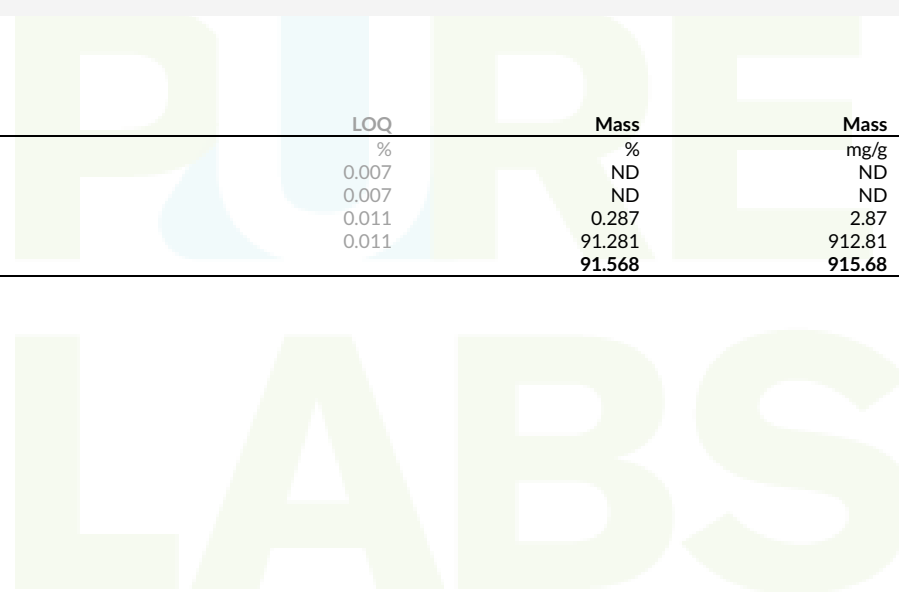 PURE
LOQ Mass Mass
% % mg/g
0.007 ND ND
0.007 ND ND
0.011 0.287 2.87
0.011 91.281 912.81
91.568 915.68
LABS